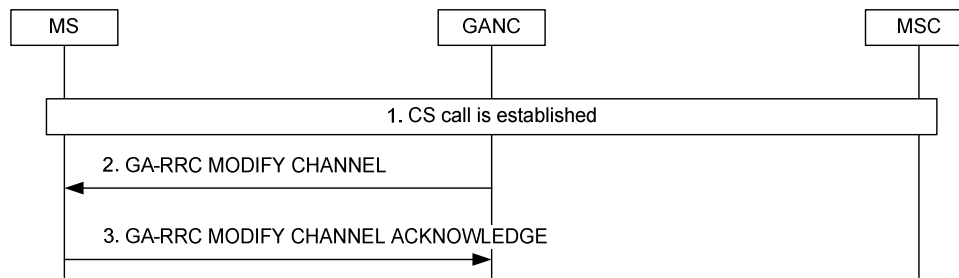 MS GANC MSC
1. CS call is established
2. GA-RRC MODIFY CHANNEL
3. GA-RRC MODIFY CHANNEL ACKNOWLEDGE